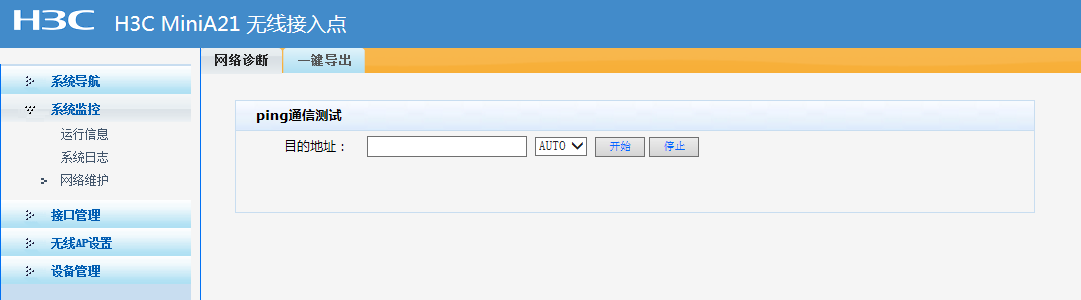 H3C H3C MiniA21 无线接入点
网络诊断 一键导出
系统导航
系统监控
运行信息
系统日志
网络维护
接口管理
无线AP设置
设备管理
ping通信测试
目的地址： AUTO 开始 停止